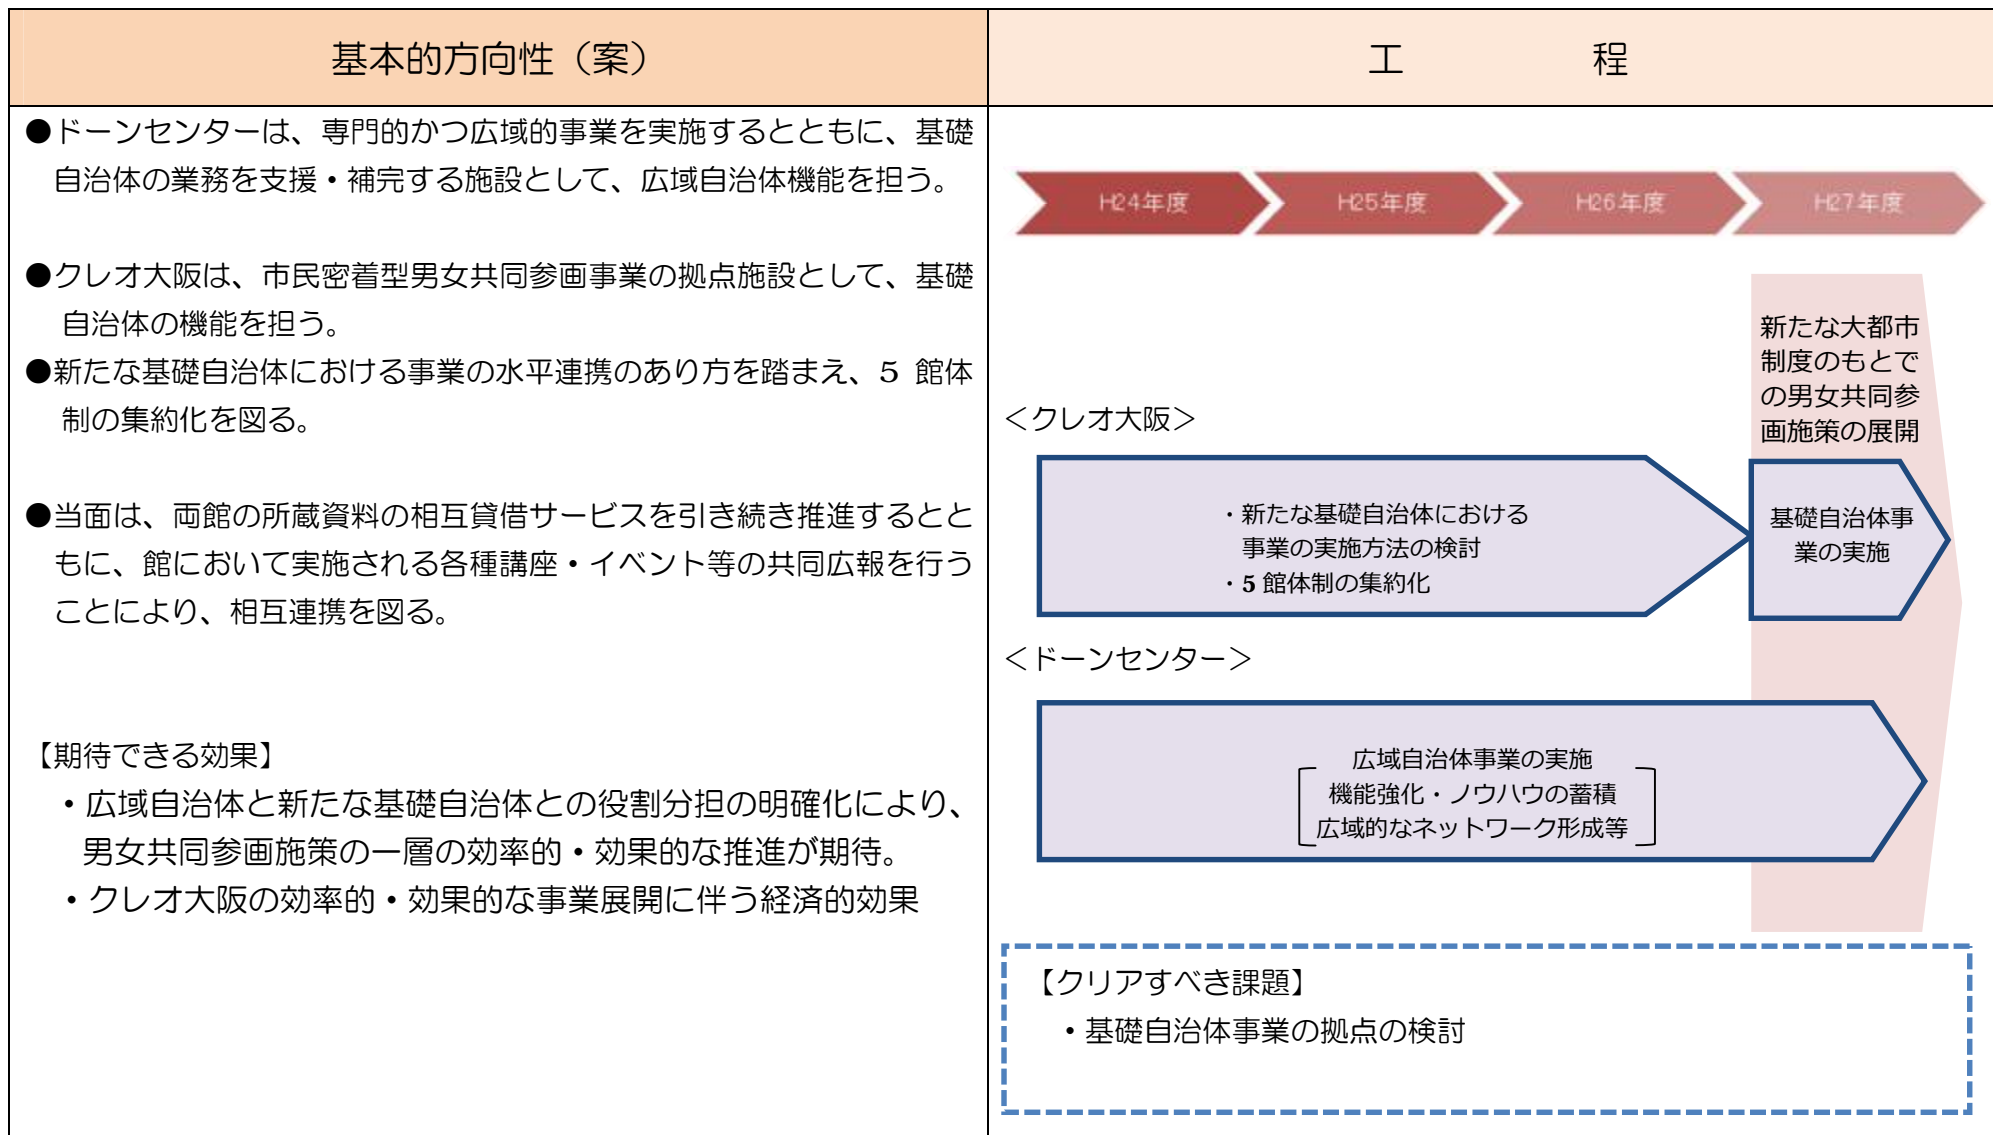 基本的方向性（案）
工　　　　　程
●ドーンセンターは、専門的かつ広域的事業を実施するとともに、基礎
自治体の業務を支援・補完する施設として、広域自治体機能を担う。
●クレオ大阪は、市民密着型男女共同参画事業の拠点施設として、基礎
自治体の機能を担う。
●新たな基礎自治体における事業の水平連携のあり方を踏まえ、5 館体
制の集約化を図る。
●当面は、両館の所蔵資料の相互貸借サービスを引き続き推進するとと
もに、館において実施される各種講座・イベント等の共同広報を行う
ことにより、相互連携を図る。
【期待できる効果】
・広域自治体と新たな基礎自治体との役割分担の明確化により、
男女共同参画施策の一層の効率的・効果的な推進が期待。
・クレオ大阪の効率的・効果的な事業展開に伴う経済的効果
H24年度
H25年度
H26年度
H27年度
新たな大都市
制度のもとで
の男女共同参
画施策の展開
＜クレオ大阪＞
・新たな基礎自治体における
事業の実施方法の検討
・5 館体制の集約化
基礎自治体事
業の実施
＜ドーンセンター＞
広域自治体事業の実施
機能強化・ノウハウの蓄積
広域的なネットワーク形成等
【クリアすべき課題】
・基礎自治体事業の拠点の検討